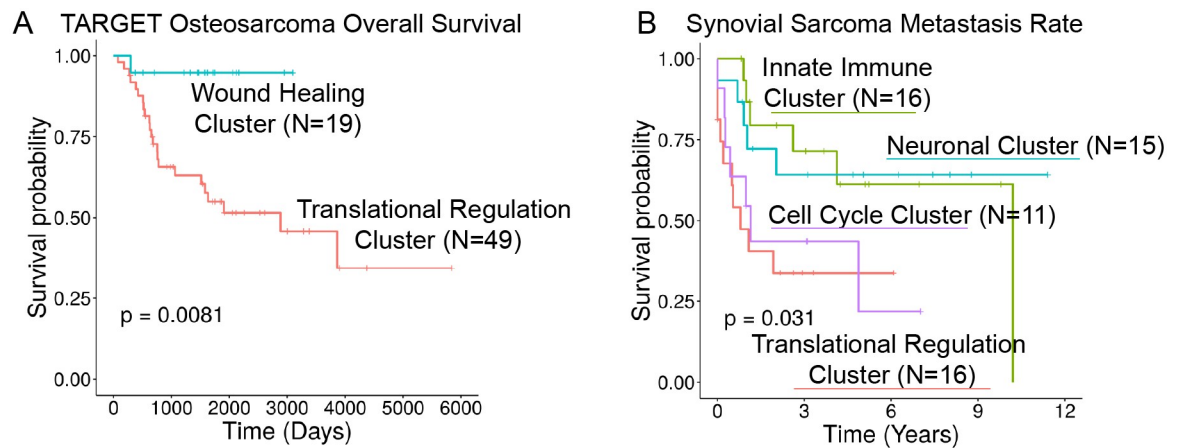 A TARGET Osteosarcoma Overall Survival
Survival probability
1.00
0.75
0.50
0.25
0.00
Wound Healing
Cluster (N=19)
Translational Regulation
Cluster (N=49)
p = 0.0081
0 1000 2000 3000 4000 5000 6000
Time (Days)
B Synovial Sarcoma Metastasis Rate
Survival probability
1.00
0.75
0.50
0.25
0.00
Innate Immune
Cluster (N=16)
Neuronal Cluster (N=15)
Cell Cycle Cluster (N=11)
p = 0.031
Translational Regulation
Cluster (N=16)
0 3 6 9 12
Time (Years)